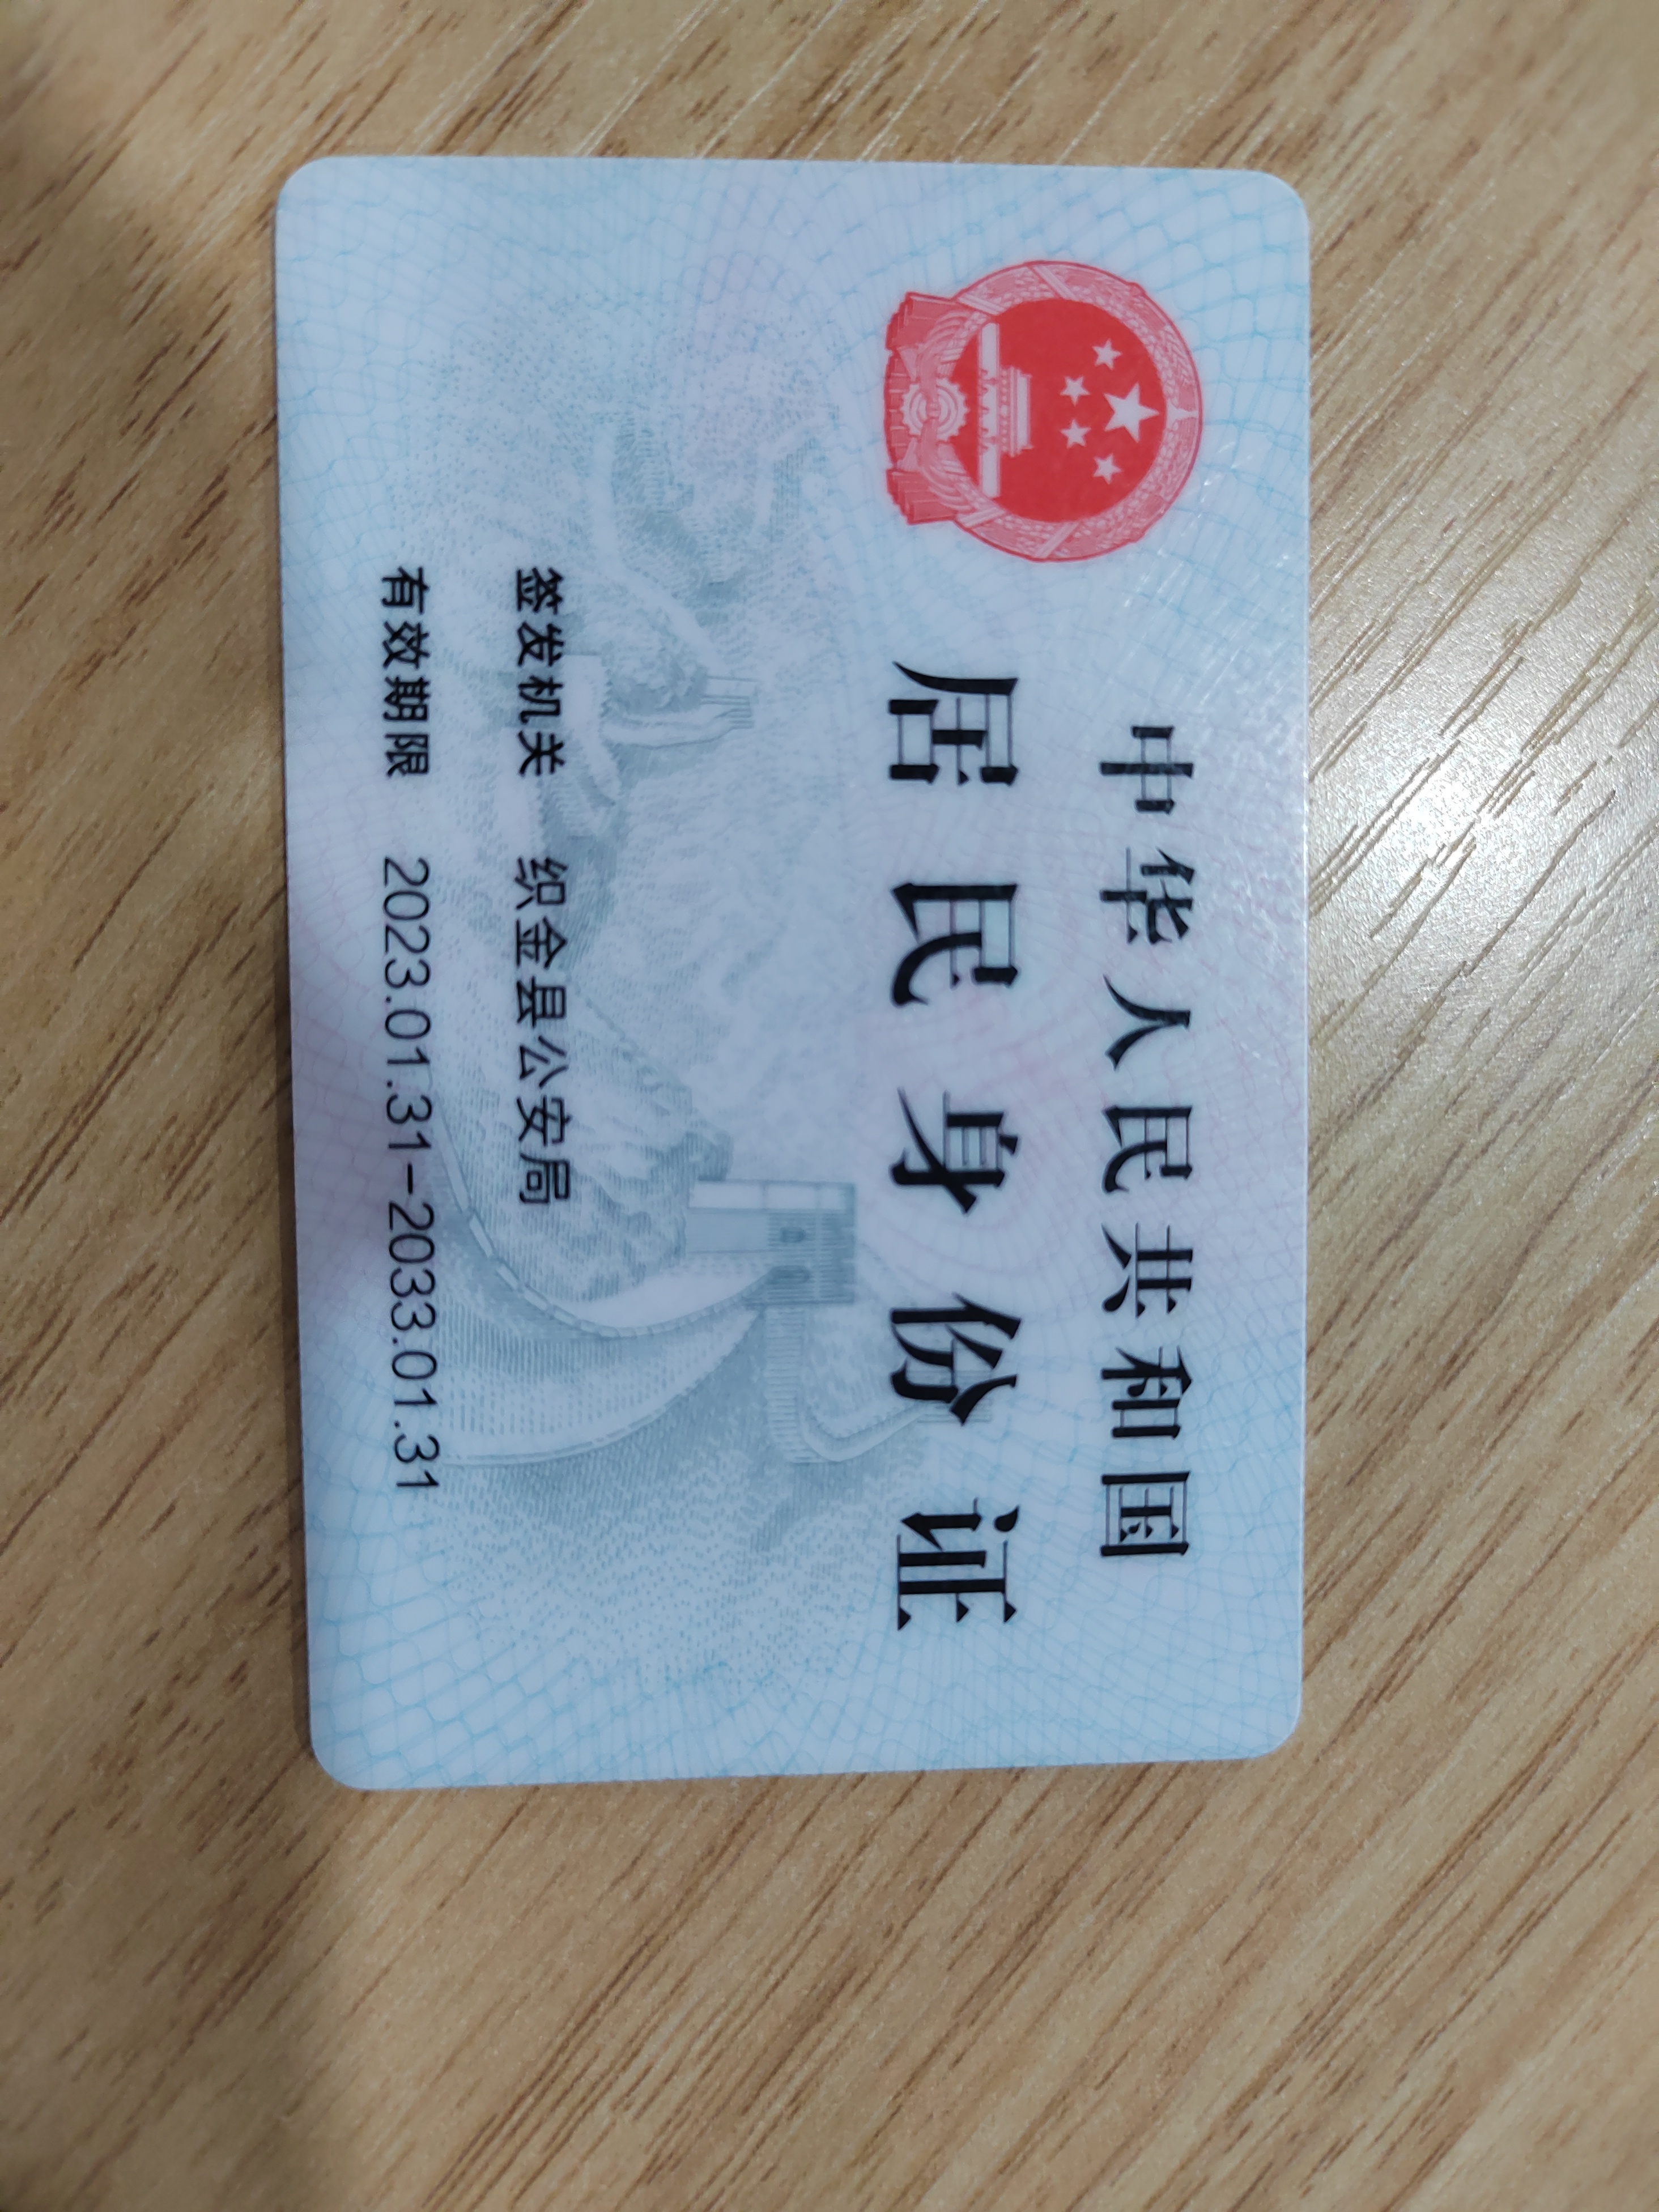 中华人民共和国
居民身份证
签发机关 织金县公安局
有效期限 2023.01.31-2033.01.31